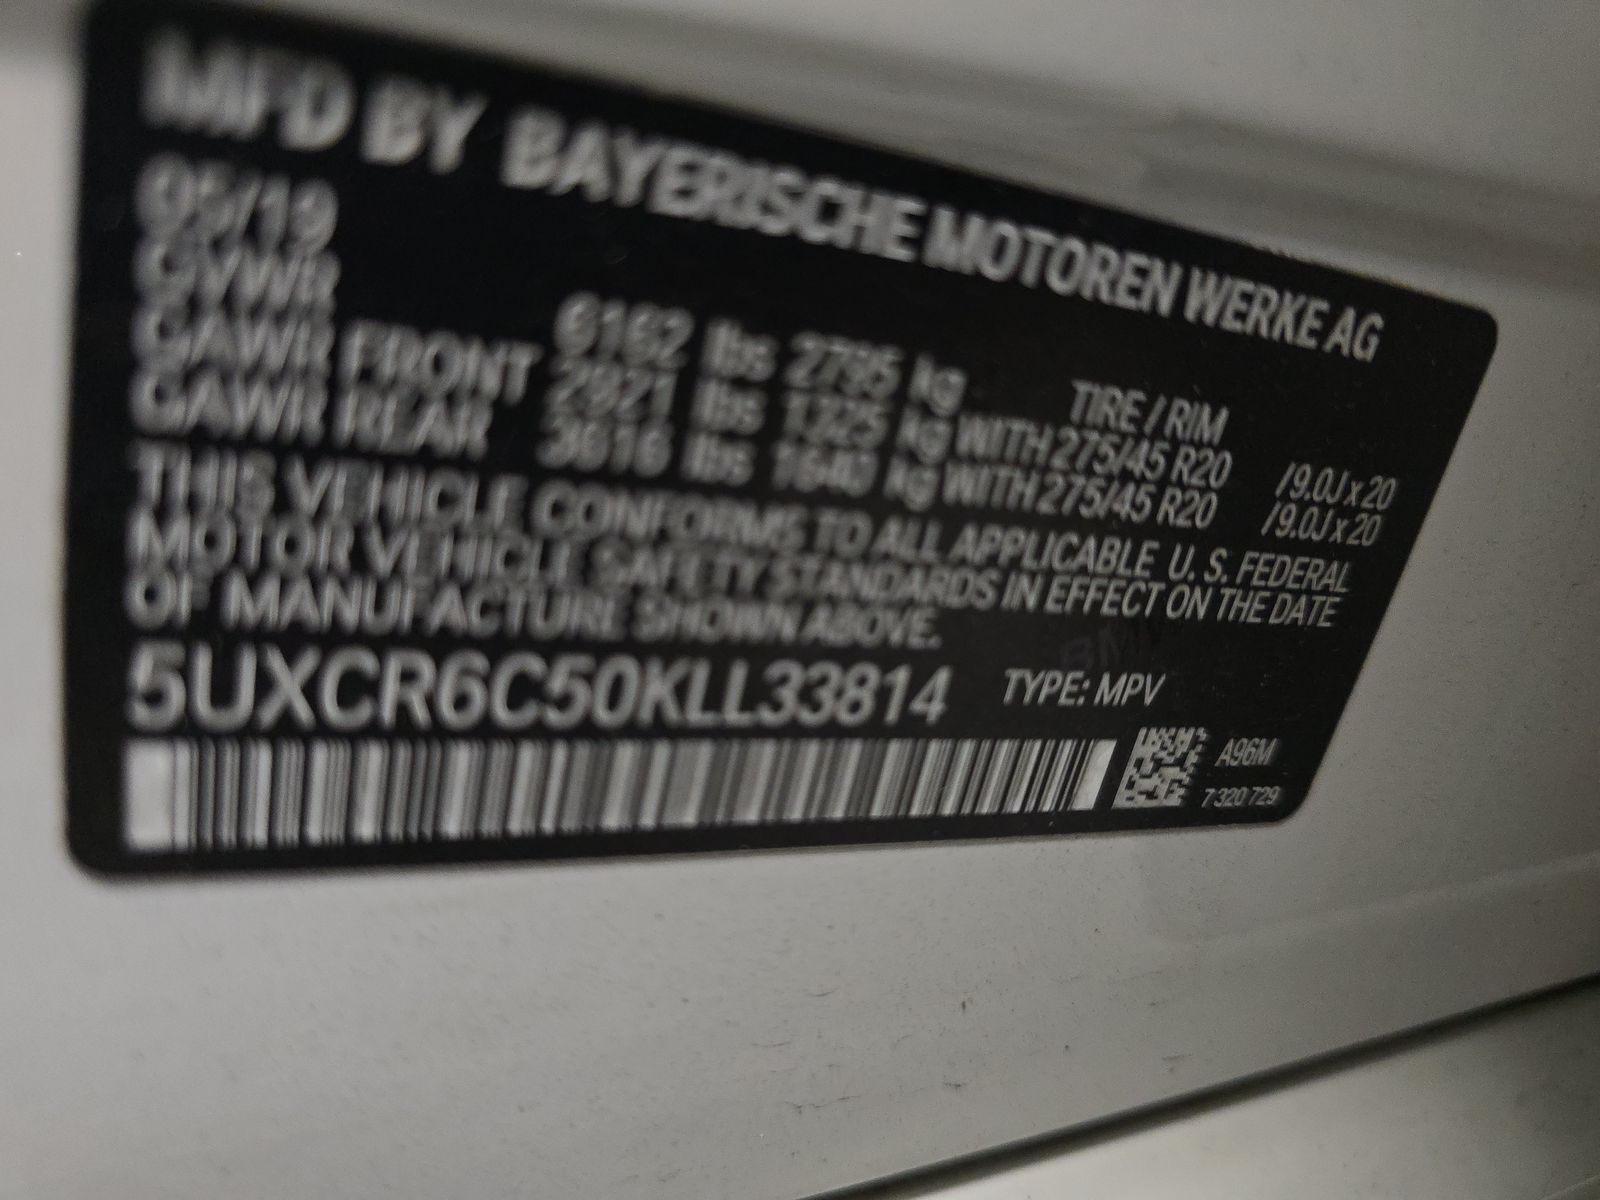 MFD BY BAYERISCHE MOTOREN WERKE AG
05/19
GVWR 6162 lbs 2795 kg TIRE / RIM
GAWR FRONT 2921 lbs 1325 kg WITH 275/45 R20 /9.0J x 20
GAWR REAR 3616 lbs 1640 kg WITH 275/45 R20 /9.0J x 20
THIS VEHICLE CONFORMS TO ALL APPLICABLE U. S. FEDERAL
MOTOR VEHICLE SAFETY STANDARDS IN EFFECT ON THE DATE
OF MANUFACTURE SHOWN ABOVE.
5UXCR6C50KLL33814 TYPE: MPV
A96M
7 320 729